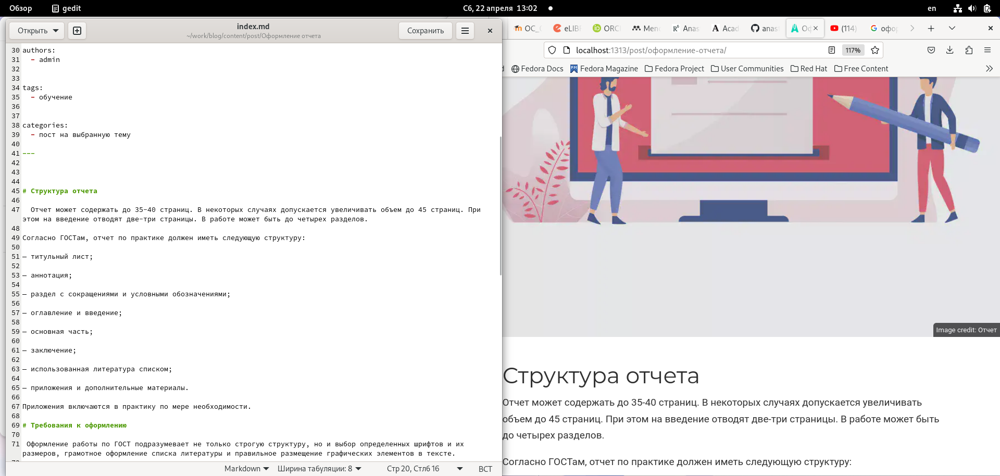 Обзор gedit Сб, 22 апреля 13:02 en
Открыть index.md Сохранить
~/work/blog/content/post/Оформление отчета
30 authors:
31 - admin
32
33
34 tags:
35 - обучение
36
37
38 categories:
39 - пост на выбранную тему
40
41 ---
42
43
44
45 # Структура отчета
46
47 Отчет может содержать до 35-40 страниц. В некоторых случаях допускается увеличивать объем до 45 страниц. При
этом на введение отводят две-три страницы. В работе может быть до четырех разделов.
48
49 Согласно ГОСТам, отчет по практике должен иметь следующую структуру:
50
51 — титульный лист;
52
53 — аннотация;
54
55 — раздел с сокращениями и условными обозначениями;
56
57 — оглавление и введение;
58
59 — основная часть;
60
61 — заключение;
62
63 — использованная литература списком;
64
65 — приложения и дополнительные материалы.
66
67 Приложения включаются в практику по мере необходимости.
68
69 # Требования к оформлению
70
71 Оформление работы по ГОСТ подразумевает не только строгую структуру, но и выбор определенных шрифтов и их
размеров, грамотное оформление списка литературы и правильное размещение графических элементов в тексте.
Markdown Ширина табуляции: 8 Стр 20, Стлб 16 ВСТ
OC_ eLIB ORC Men Anas Acad anas Оф (114) офор
localhost:1313/post/оформление-отчета/ 117%
Fedora Docs Fedora Magazine Fedora Project User Communities Red Hat Free Content
Image credit: Отчет
Структура отчета
Отчет может содержать до 35-40 страниц. В некоторых случаях допускается увеличивать
объем до 45 страниц. При этом на введение отводят две-три страницы. В работе может быть
до четырех разделов.
Согласно ГОСТам, отчет по практике должен иметь следующую структуру: